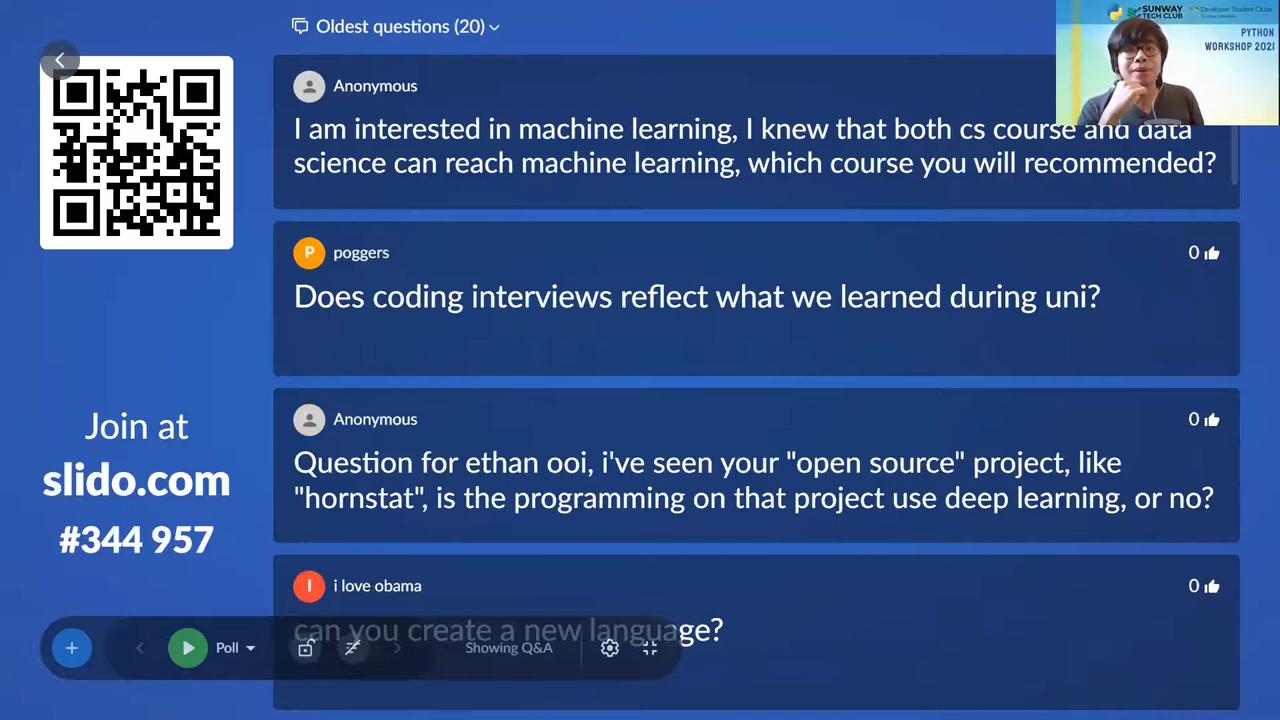 Oldest questions (20)
SUNWAY
TECH CLUB
Developer Student Clubs
PYTHON
WORKSHOP 2021
Anonymous
I am interested in machine learning, I knew that both cs course and data
science can reach machine learning, which course you will recommended?
P
poggers
0
Does coding interviews reflect what we learned during uni?
Anonymous
0
Question for ethan ooi, i've seen your "open source" project, like
"hornstat", is the programming on that project use deep learning, or no?
I
i love obama
0
can you create a new language?
Join at
slido.com
#344 957
Poll
Showing Q&A